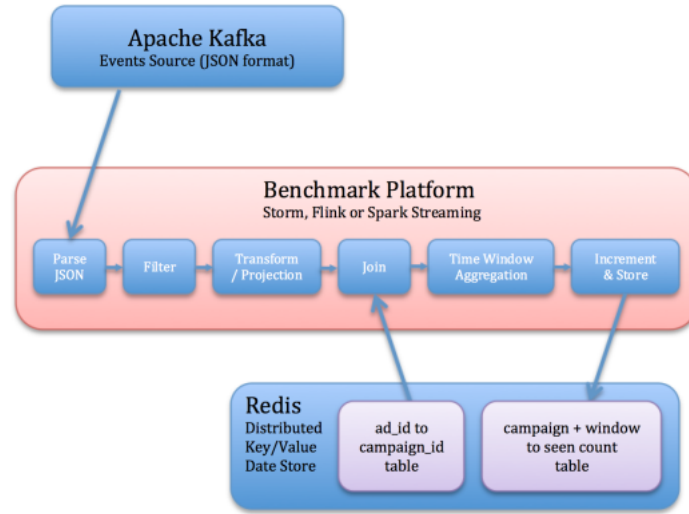 Apache Kafka
Events Source (JSON format)
Benchmark Platform
Storm, Flink or Spark Streaming
Parse
JSON
Filter
Transform
/ Projection
Join
Time Window
Aggregation
Increment
& Store
Redis
Distributed
Key/Value
Date Store
ad_id to
campaign_id
table
campaign + window
to seen count
table